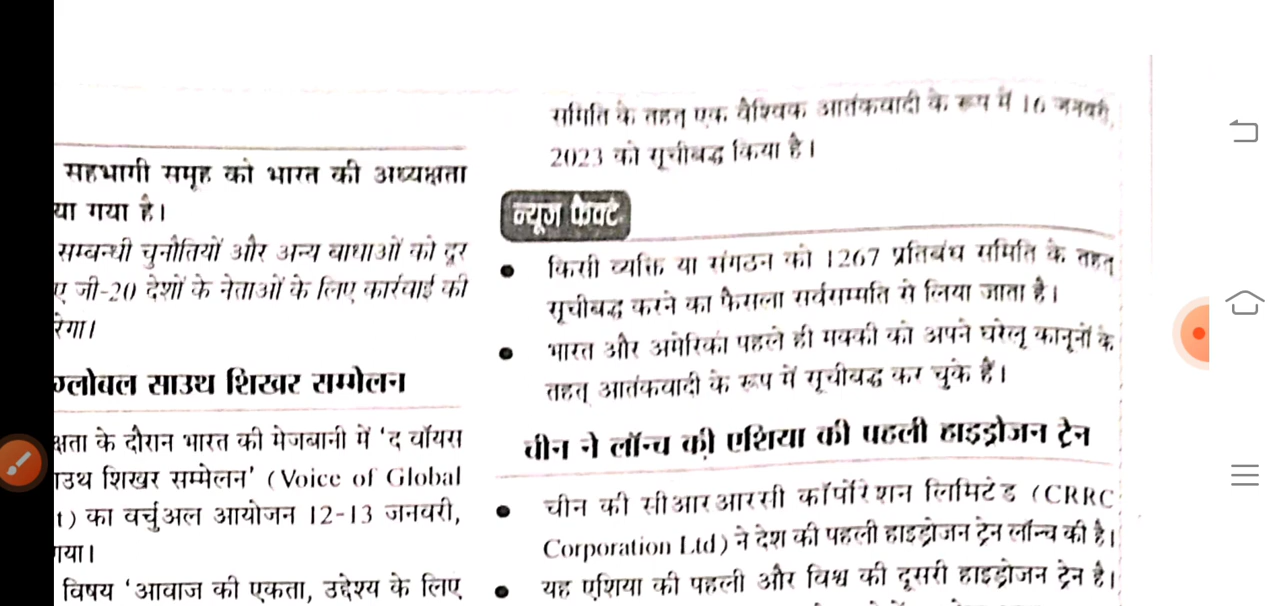 सहभागी समूह को भारत की अध्यक्षता
या गया है।
सम्बन्धी चुनौतियों और अन्य बाधाओं को दूर
ए जी-20 देशों के नेताओं के लिए कार्रवाई की
रेगा।
ग्लोबल साउथ शिखर सम्मेलन
क्षता के दौरान भारत की मेजबानी में ‘द वॉयस
ाउथ शिखर सम्मेलन’ (Voice of Global
t) का वर्चुअल आयोजन 12-13 जनवरी,
गया।
विषय ‘आवाज की एकता, उद्देश्य के लिए
समिति के तहत् एक वैश्विक आतंकवादी के रूप में 16 जनवरी,
2023 को सूचीबद्ध किया है।
न्यूज फैक्ट
• किसी व्यक्ति या संगठन को 1267 प्रतिबंध समिति के तहत्
सूचीबद्ध करने का फैसला सर्वसम्मति से लिया जाता है।
• भारत और अमेरिका पहले ही मक्की को अपने घरेलू कानूनों के
तहत् आतंकवादी के रूप में सूचीबद्ध कर चुके हैं।
चीन ने लॉन्च की एशिया की पहली हाइड्रोजन ट्रेन
• चीन की सीआरआरसी कॉर्पोरेशन लिमिटेड (CRRC
Corporation Ltd) ने देश की पहली हाइड्रोजन ट्रेन लॉन्च की है।
• यह एशिया की पहली और विश्व की दूसरी हाइड्रोजन ट्रेन है।